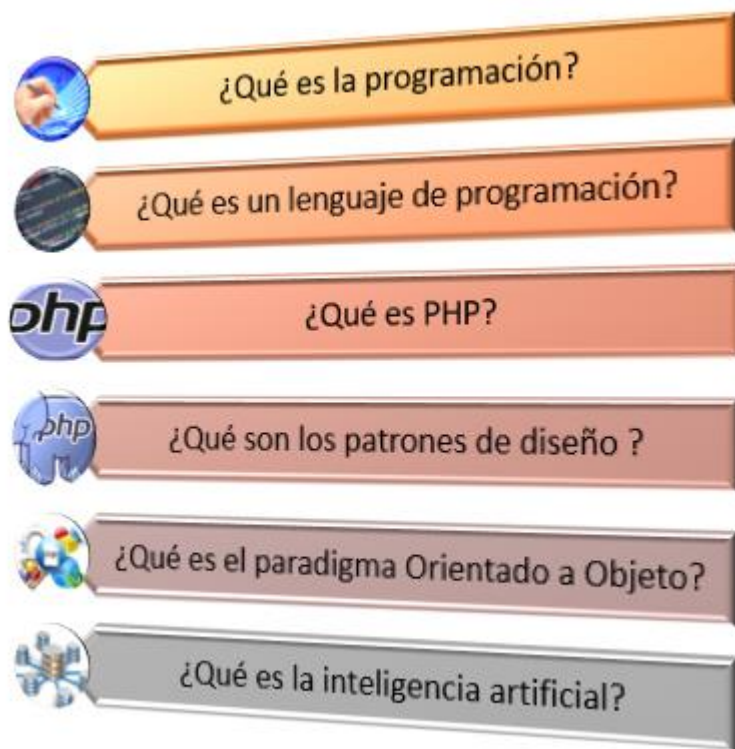 ¿Qué es la programación?
¿Qué es un lenguaje de programación?
php
¿Qué es PHP?
php
¿Qué son los patrones de diseño ?
¿Qué es el paradigma Orientado a Objeto?
¿Qué es la inteligencia artificial?